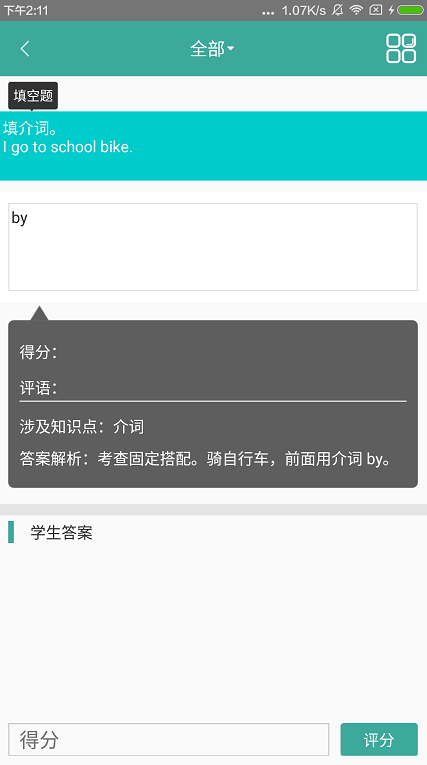 下午2:11
... 1.07K/s
全部
填空题
填介词。
I go to school bike.
by
得分：
评语：
涉及知识点：介词
答案解析：考查固定搭配。骑自行车，前面用介词 by。
学生答案
得分
评分